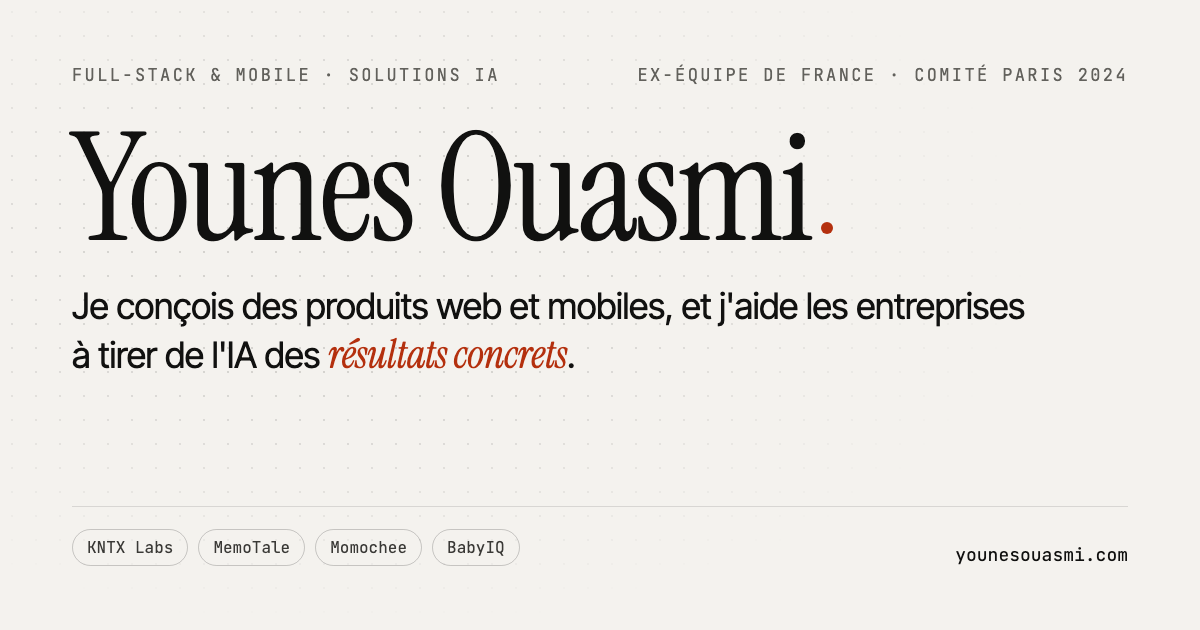 FULL-STACK & MOBILE · SOLUTIONS IA
EX-ÉQUIPE DE FRANCE · COMITÉ PARIS 2024
Younes Ouasmi.
Je conçois des produits web et mobiles, et j'aide les entreprises
à tirer de l'IA des résultats concrets.
KNTX Labs
MemoTale
Momochee
BabyIQ
younesouasmi.com